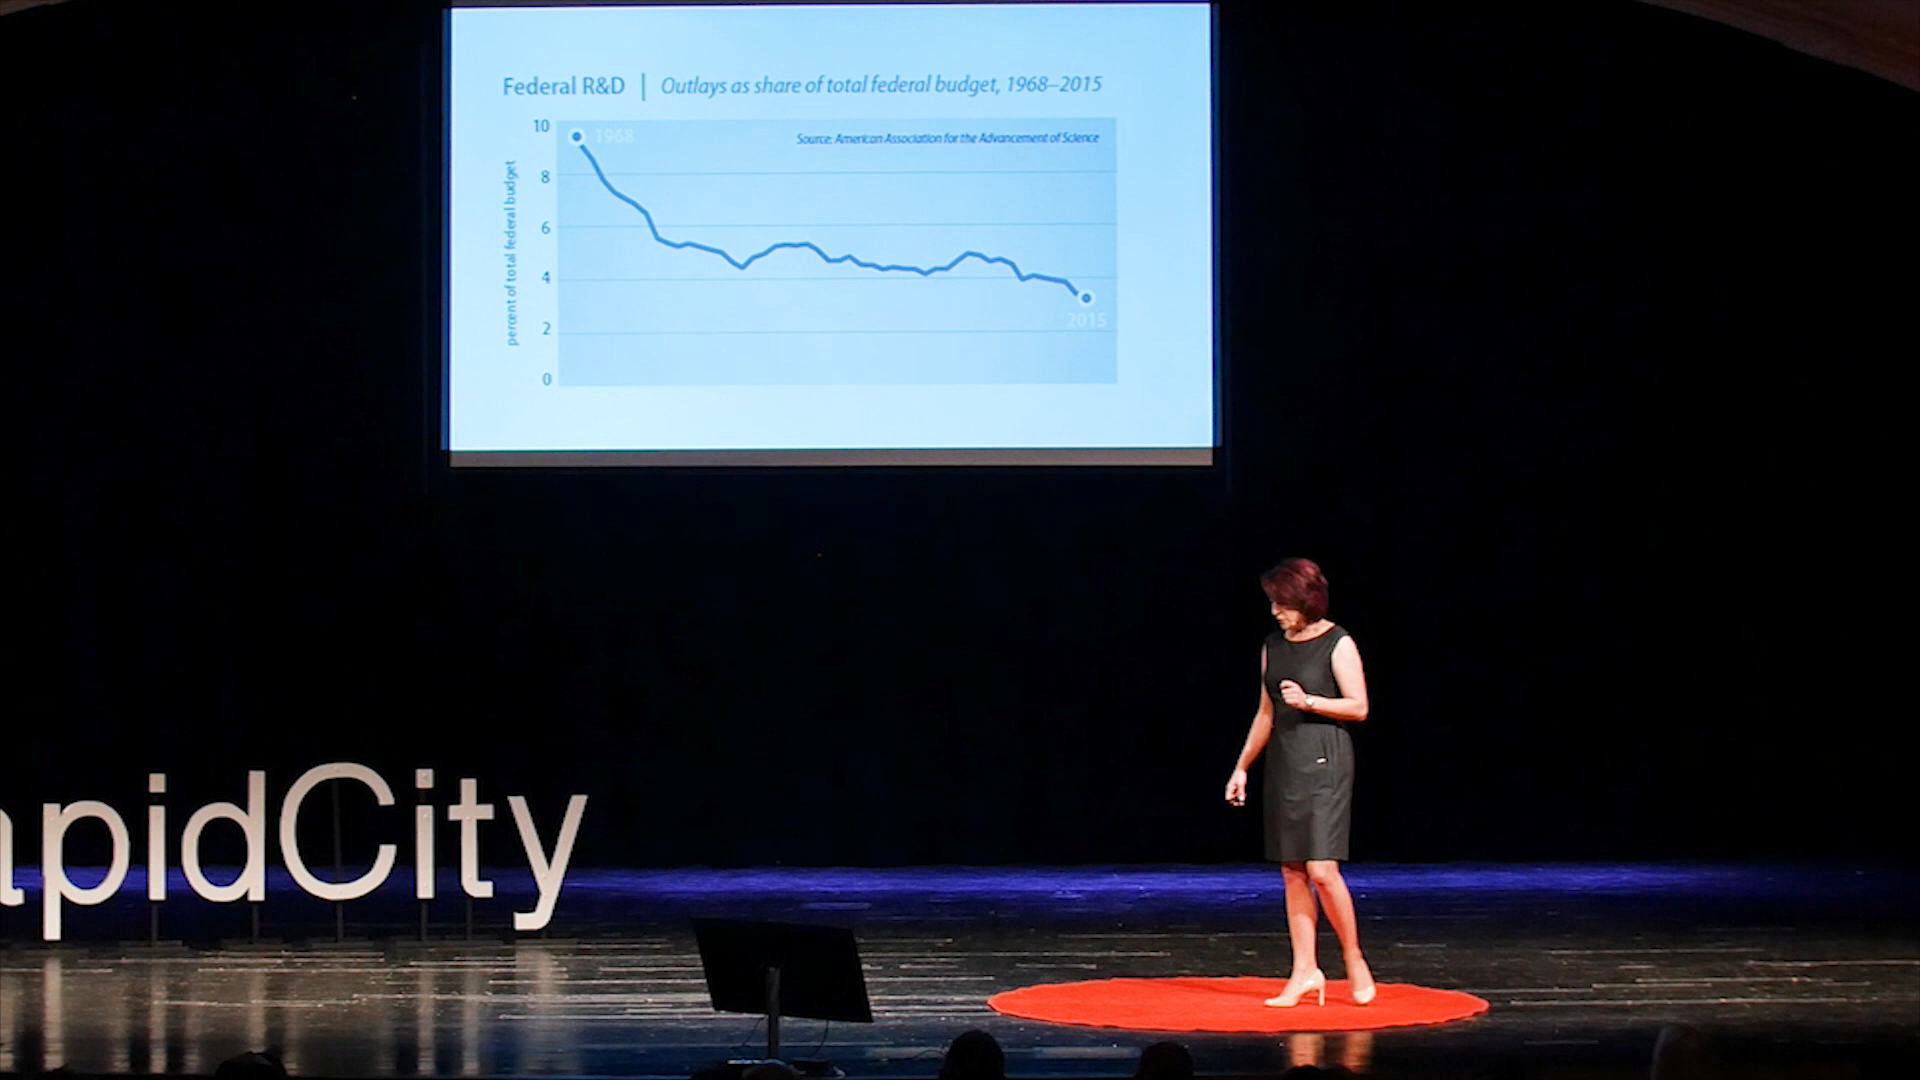 Federal R&D | Outlays as share of total federal budget, 1968–2015
Source: American Association for the Advancement of Science
percent of total federal budget
10
8
6
4
2
0
1968
2015
apidCity